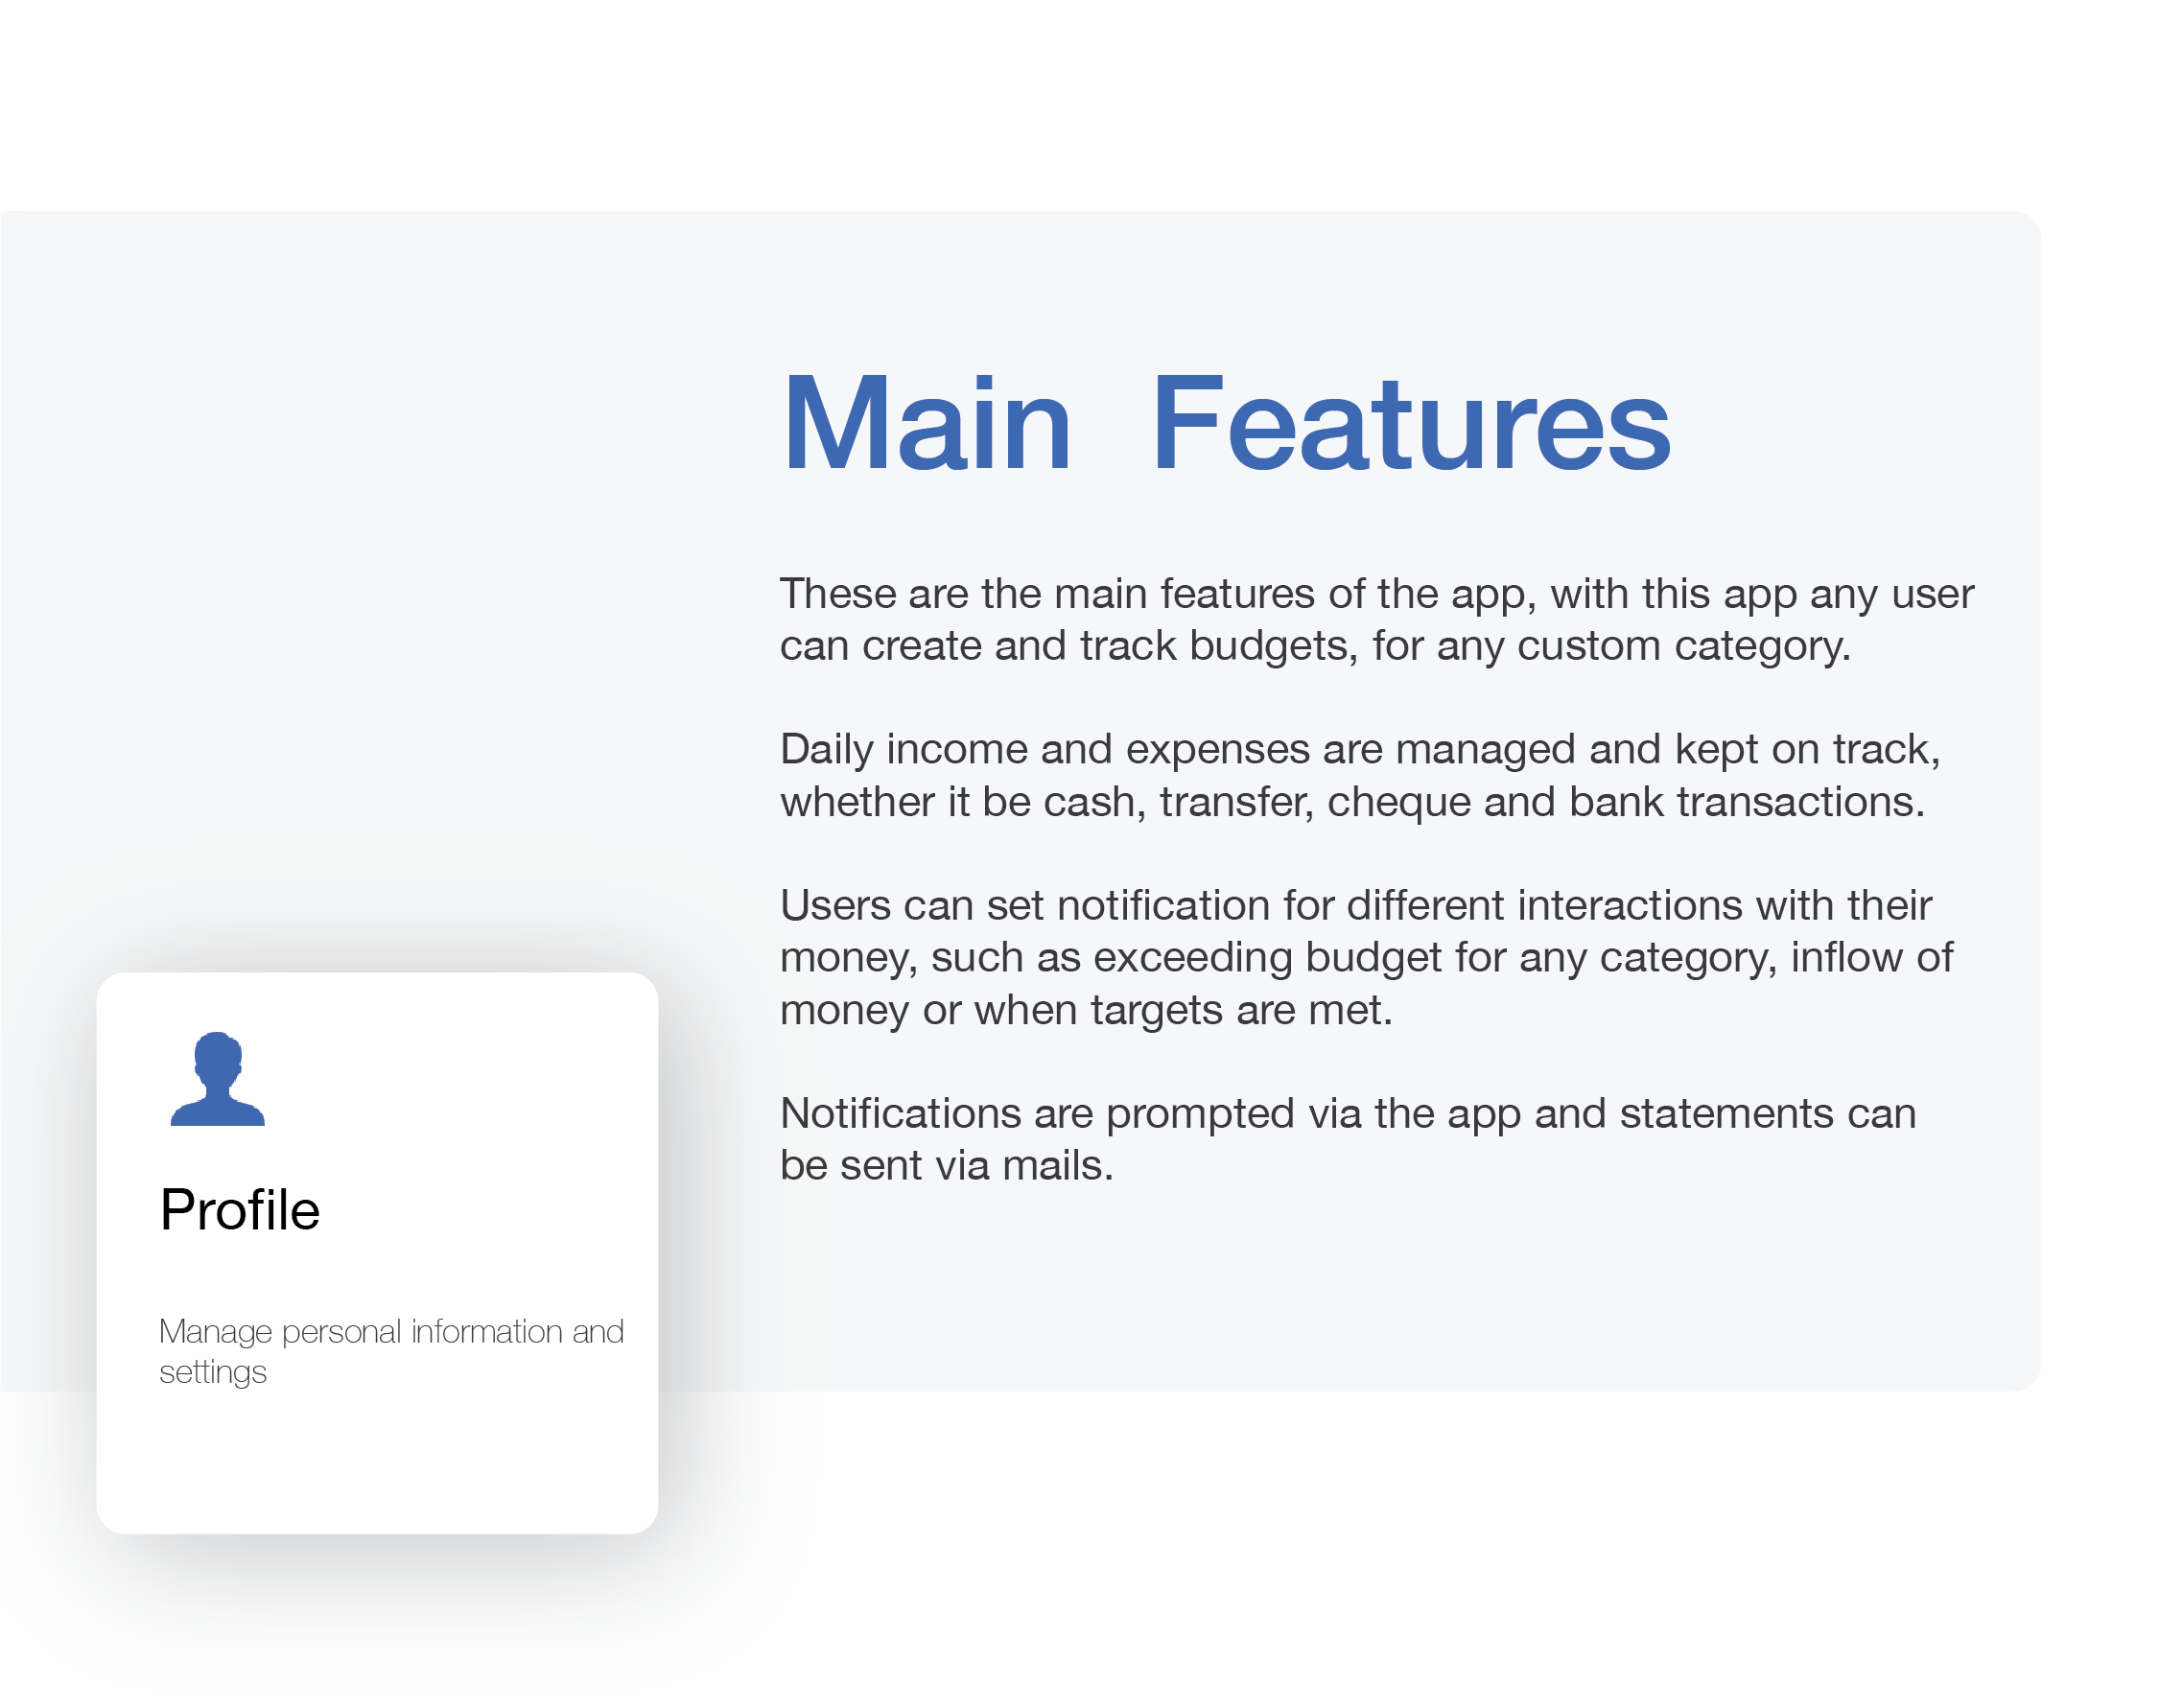 Main Features
These are the main features of the app, with this app any user
can create and track budgets, for any custom category.
Daily income and expenses are managed and kept on track,
whether it be cash, transfer, cheque and bank transactions.
Users can set notification for different interactions with their
money, such as exceeding budget for any category, inflow of
money or when targets are met.
Notifications are prompted via the app and statements can
be sent via mails.
Profile
Manage personal information and
settings